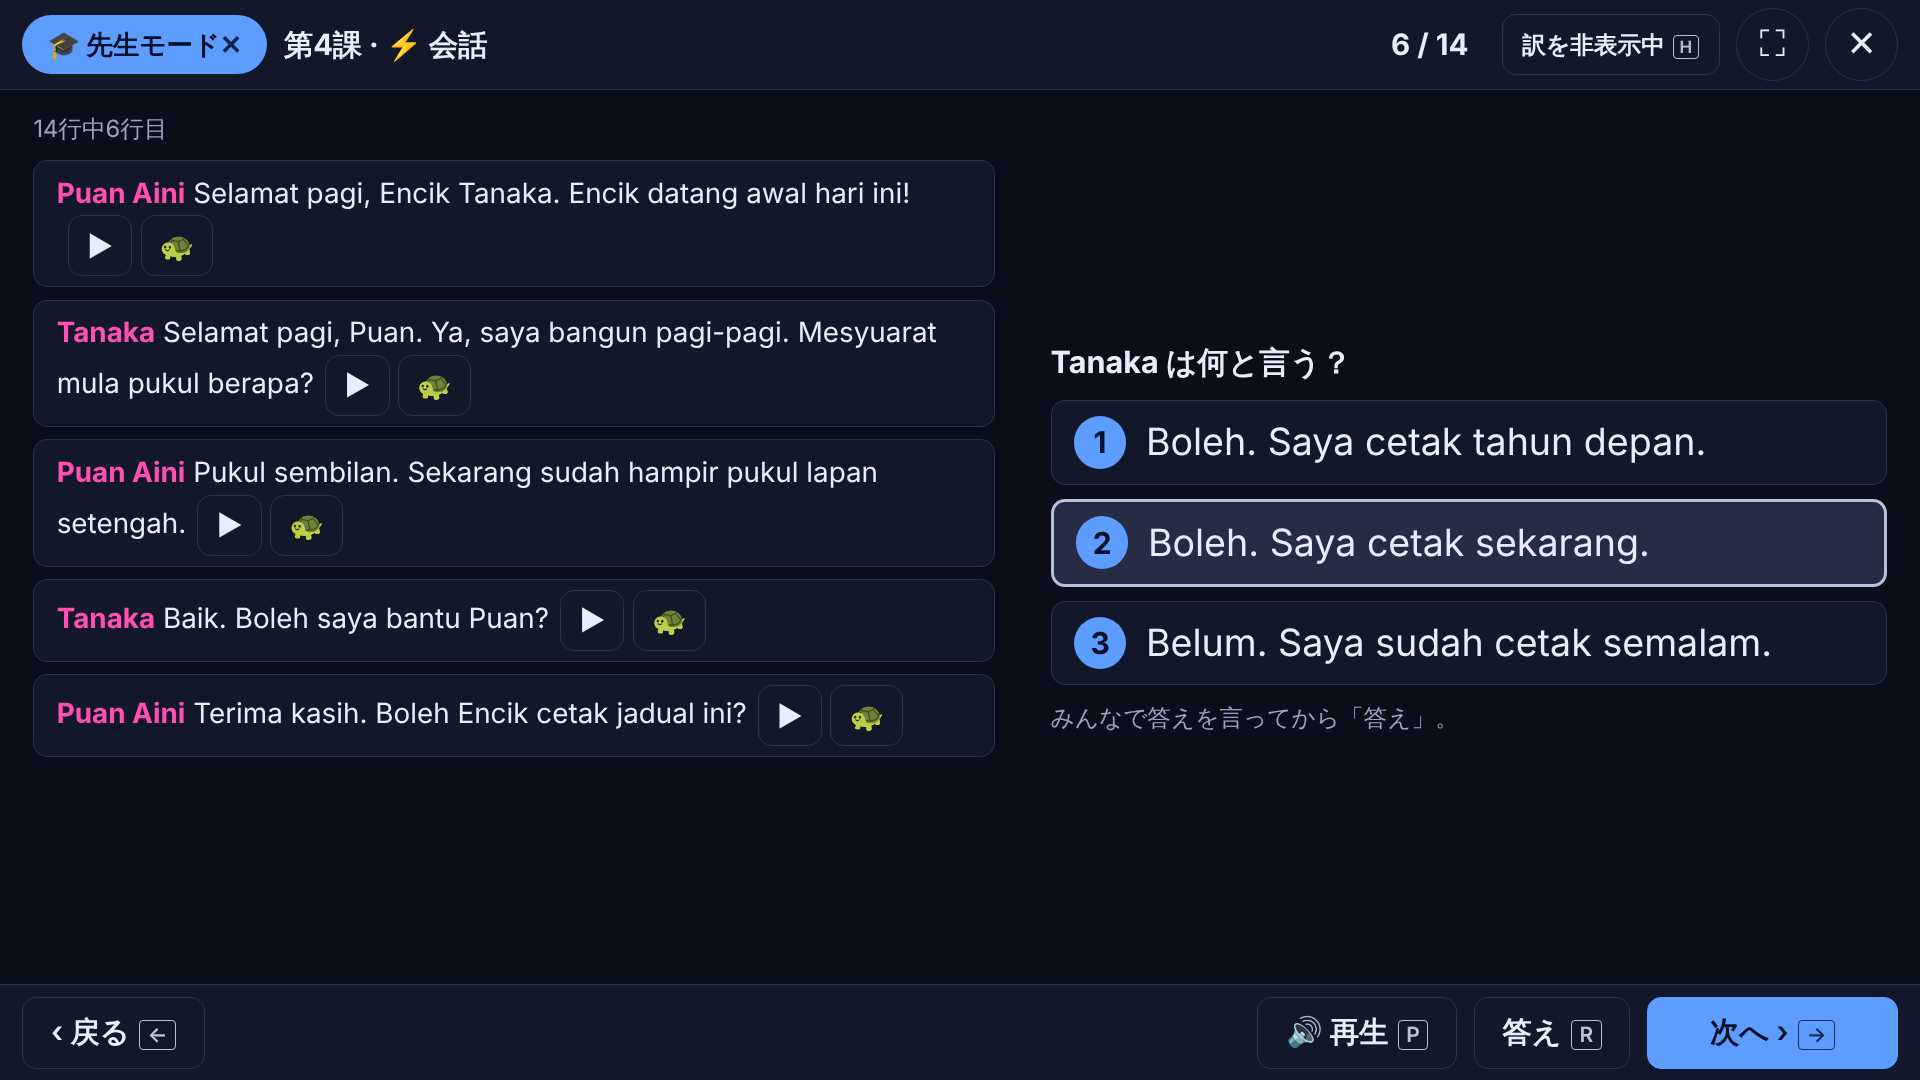 🎓 先生モード✕
第4課 · ⚡ 会話
6 / 14
訳を非表示中 H
✕
14行中6行目
Puan Aini Selamat pagi, Encik Tanaka. Encik datang awal hari ini!
Tanaka Selamat pagi, Puan. Ya, saya bangun pagi-pagi. Mesyuarat
mula pukul berapa?
Puan Aini Pukul sembilan. Sekarang sudah hampir pukul lapan
setengah.
Tanaka Baik. Boleh saya bantu Puan?
Puan Aini Terima kasih. Boleh Encik cetak jadual ini?
Tanaka は何と言う？
1 Boleh. Saya cetak tahun depan.
2 Boleh. Saya cetak sekarang.
3 Belum. Saya sudah cetak semalam.
みんなで答えを言ってから「答え」。
‹ 戻る ←
🔊 再生 P
答え R
次へ › →